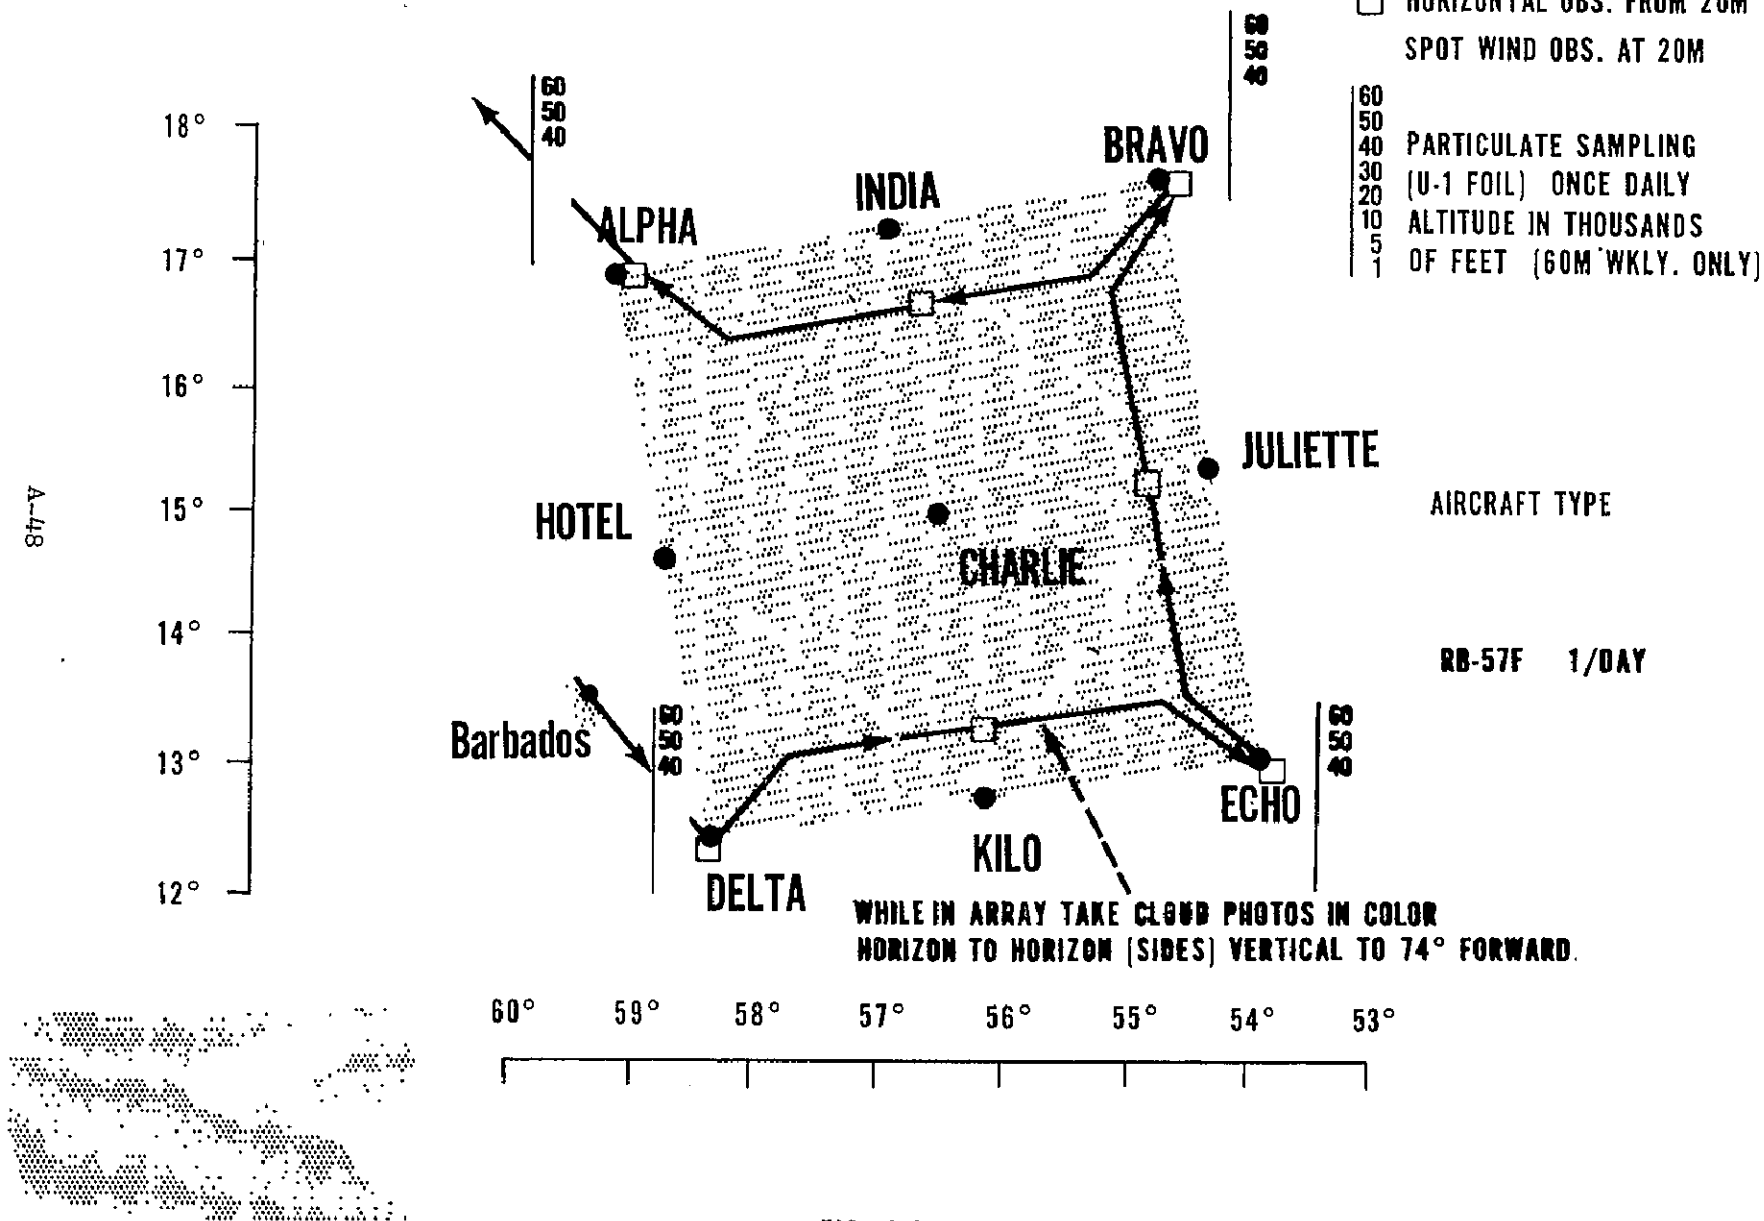 HORIZONTAL OBS. FROM 20M
SPOT WIND OBS. AT 20M
60
50
40
60
50
40
60
50
40
30
20
10
5
1
PARTICULATE SAMPLING
(U-1 FOIL) ONCE DAILY
ALTITUDE IN THOUSANDS
OF FEET (60M WKLY. ONLY)
18°
17°
16°
15°
14°
13°
12°
BRAVO
INDIA
ALPHA
JULIETTE
HOTEL
CHARLIE
AIRCRAFT TYPE
RB-57F 1/DAY
A-48
Barbados
60
50
40
60
50
40
ECHO
KILO
DELTA
WHILE IN ARRAY TAKE CLOUD PHOTOS IN COLOR
HORIZON TO HORIZON (SIDES) VERTICAL TO 74° FORWARD.
60° 59° 58° 57° 56° 55° 54° 53°